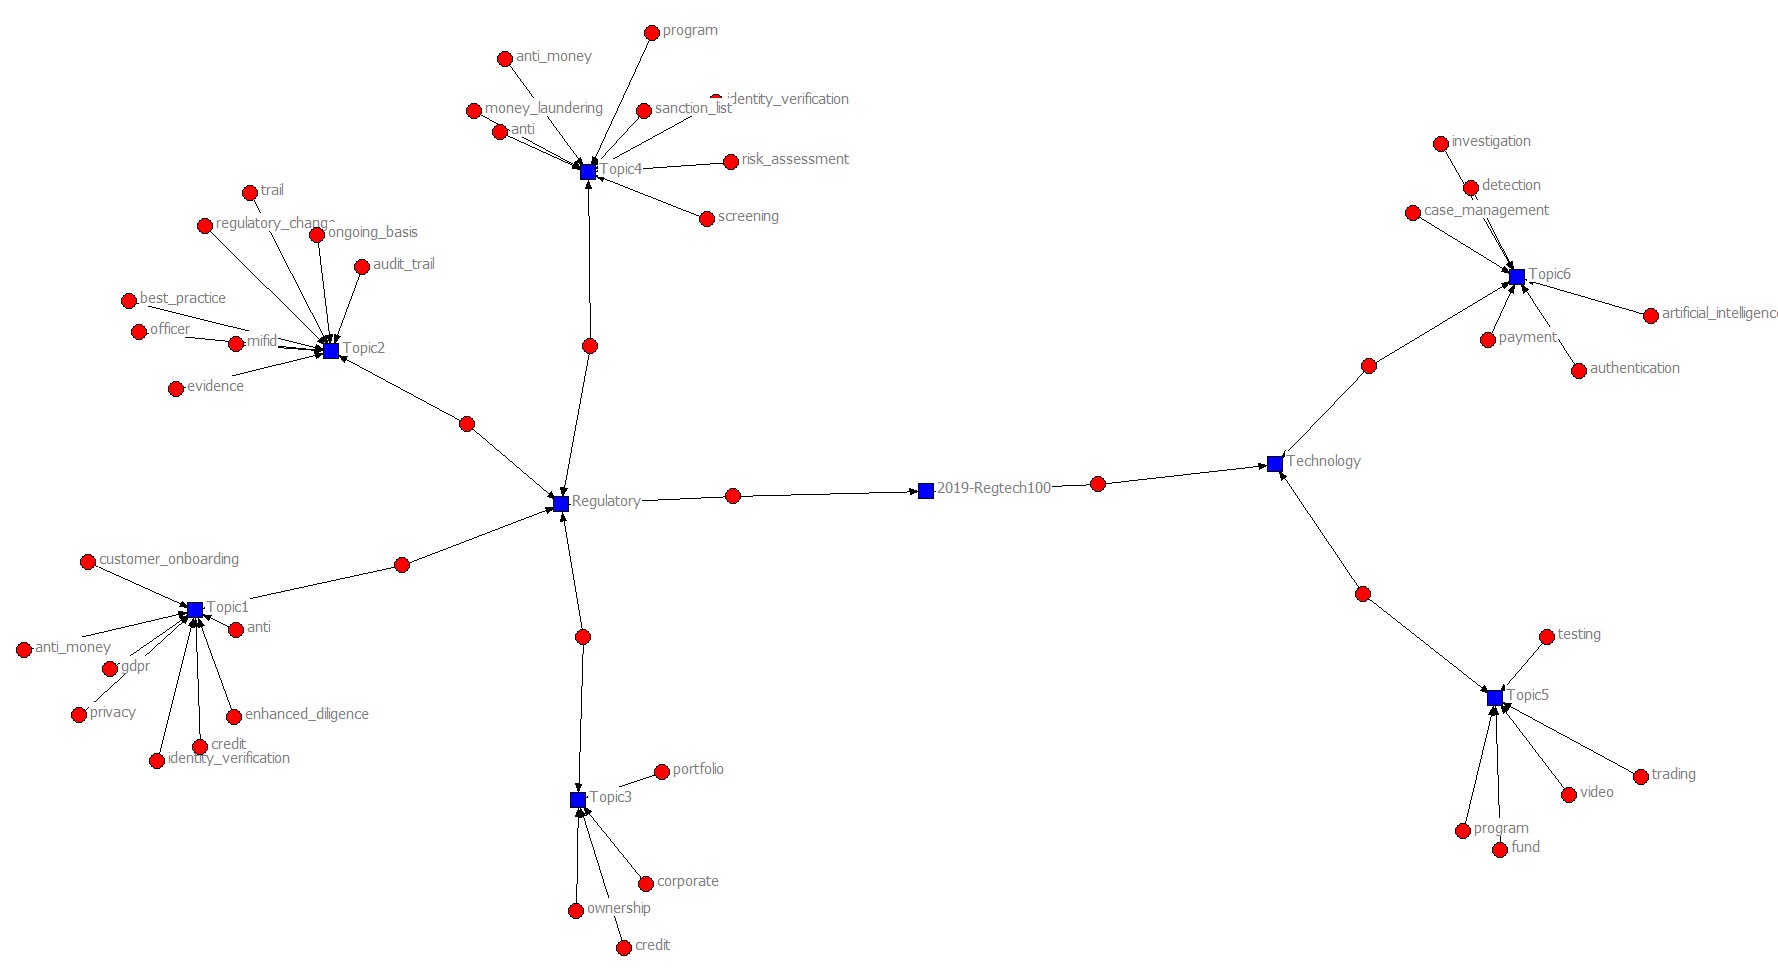 program
anti_money
identity_verification
money_laundering
sanction_list
anti
risk_assessment
Topic4
screening
investigation
detection
case_management
trail
regulatory_chang
ongoing_basis
audit_trail
Topic6
best_practice
artificial_intelligenc
officer
mifid
payment
Topic2
authentication
evidence
Technology
2019-Regtech100
Regulatory
customer_onboarding
Topic1
anti
testing
anti_money
gdpr
Topic5
privacy
enhanced_diligence
credit
identity_verification
portfolio
trading
video
Topic3
program
fund
corporate
ownership
credit